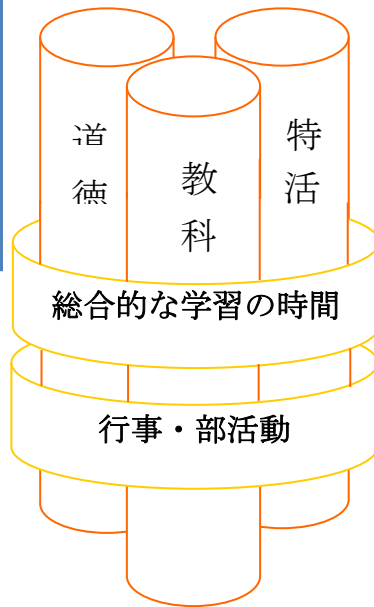 道徳
教科
特活
総合的な学習の時間
行事・部活動